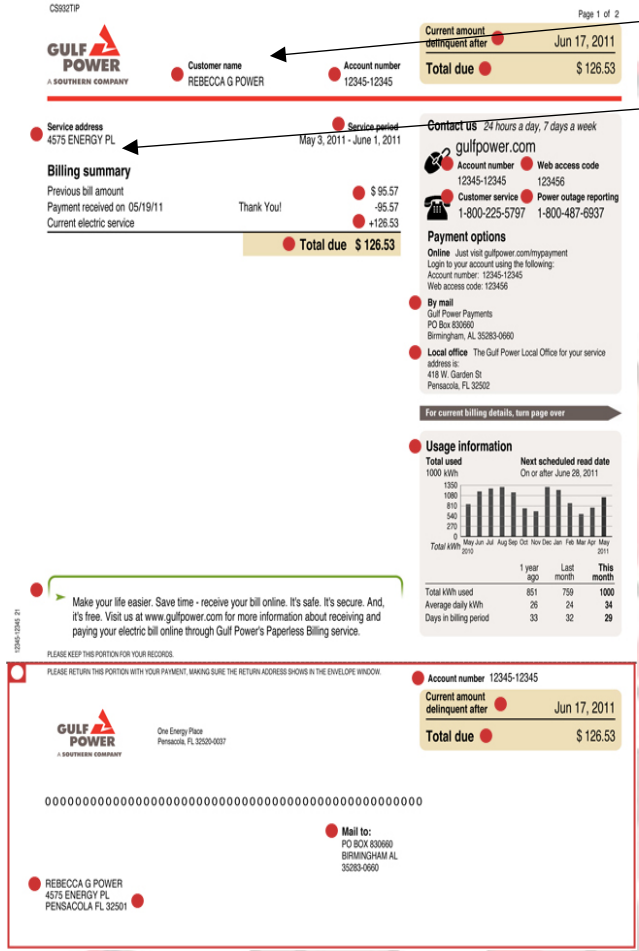 CS932TIP
Page 1 of 2
GULF
POWER
A SOUTHERN COMPANY
Customer name
REBECCA G POWER
Account number
12345-12345
Current amount
delinquent after
Jun 17, 2011
Total due
$ 126.53
Service address
4575 ENERGY PL
Service period
May 3, 2011 - June 1, 2011
Billing summary
Previous bill amount $ 95.57
Payment received on 05/19/11 Thank You! -95.57
Current electric service +126.53
Total due $ 126.53
Contact us 24 hours a day, 7 days a week
gulfpower.com
Account number Web access code
12345-12345 123456
Customer service Power outage reporting
1-800-225-5797 1-800-487-6937
Payment options
Online Just visit gulfpower.com/mypayment
Login to your account using the following:
Account number: 12345-12345
Web access code: 123456
By mail
Gulf Power Payments
PO Box 830660
Birmingham, AL 35283-0660
Local office The Gulf Power Local Office for your service
address is:
418 W. Garden St
Pensacola, FL 32502
For current billing details, turn page over
Usage information
Total used Next scheduled read date
1000 kWh On or after June 28, 2011
1350
1080
810
540
270
0
Total kWh May Jun Jul Aug Sep Oct Nov Dec Jan Feb Mar Apr May
2010 2011
1 year Last This
ago month month
Total kWh used 851 759 1000
Average daily kWh 26 24 34
Days in billing period 33 32 29
Make your life easier. Save time - receive your bill online. It's safe. It's secure. And,
it's free. Visit us at www.gulfpower.com for more information about receiving and
paying your electric bill online through Gulf Power's Paperless Billing service.
12345-12345 21
PLEASE KEEP THIS PORTION FOR YOUR RECORDS.
PLEASE RETURN THIS PORTION WITH YOUR PAYMENT, MAKING SURE THE RETURN ADDRESS SHOWS IN THE ENVELOPE WINDOW.
Account number 12345-12345
Current amount
delinquent after
Jun 17, 2011
Total due
$ 126.53
GULF
POWER
A SOUTHERN COMPANY
One Energy Place
Pensacola, FL 32520-0037
000000000000000000000000000000000000000000000000000
Mail to:
PO BOX 830660
BIRMINGHAM AL
35283-0660
REBECCA G POWER
4575 ENERGY PL
PENSACOLA FL 32501